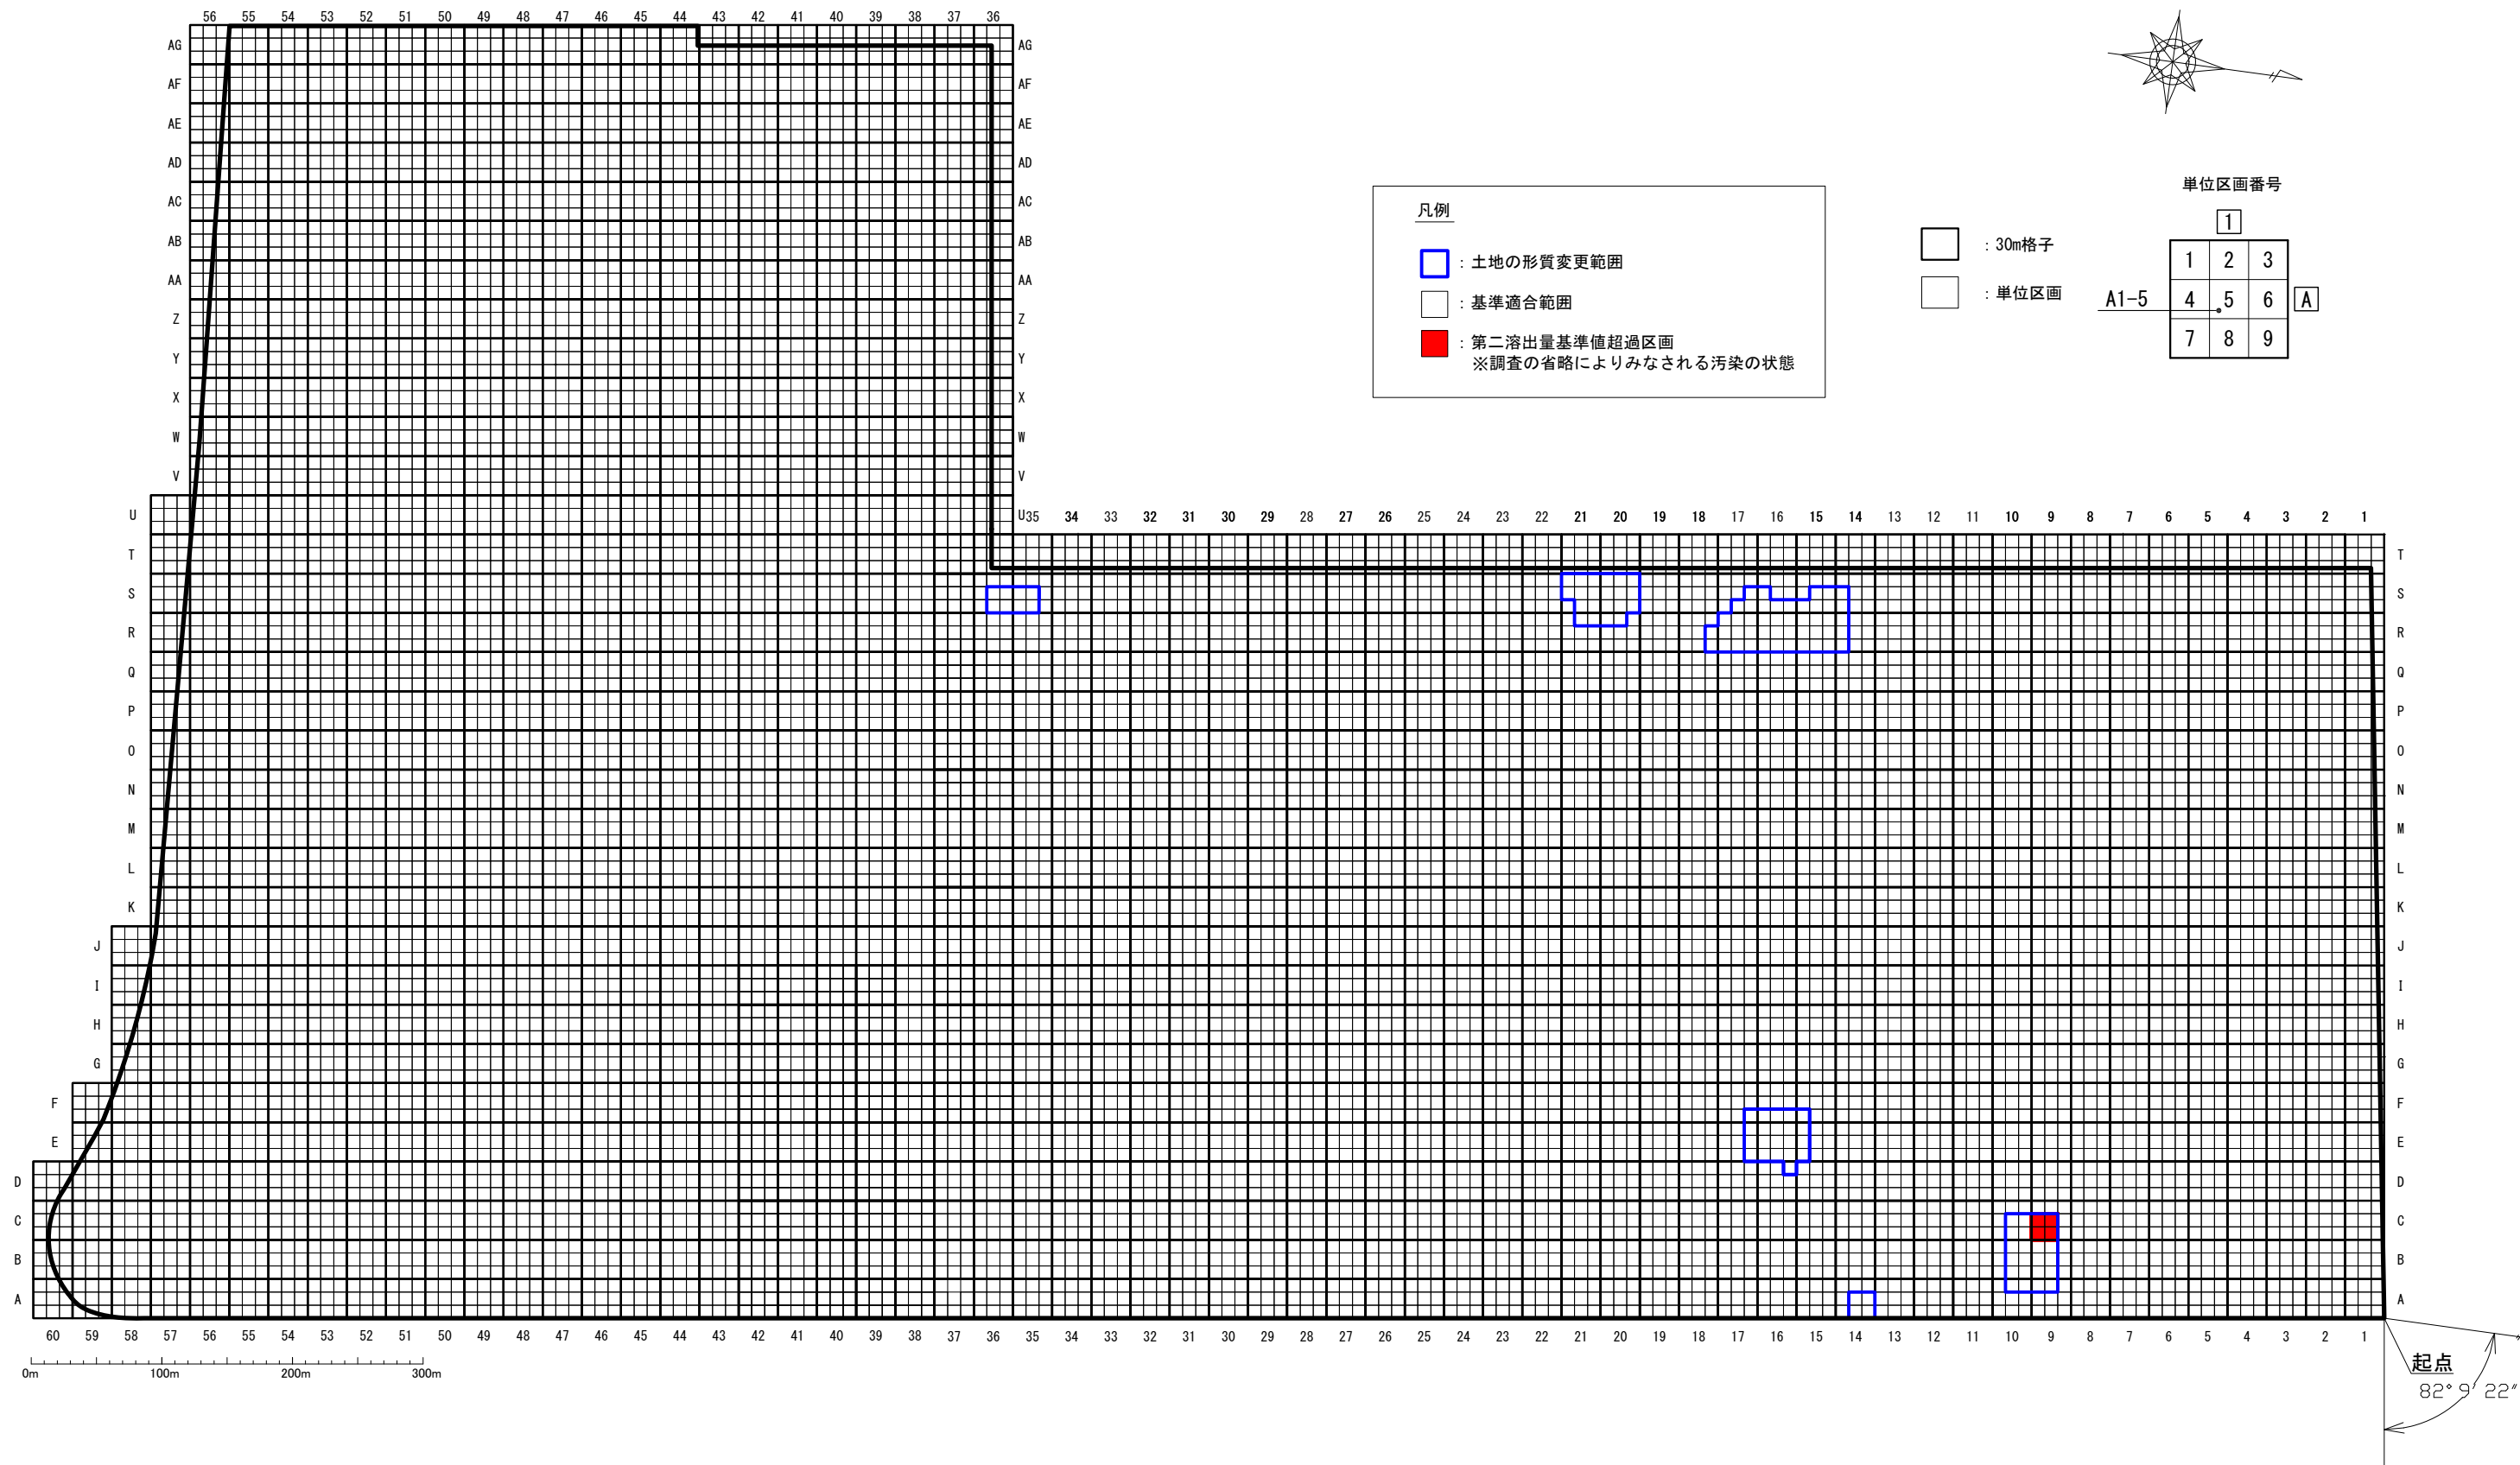 56 55 54 53 52 51 50 49 48 47 46 45 44 43 42 41 40 39 38 37 36
AG AG
AF AF
AE AE
AD AD
AC AC
AB AB
AA AA
Z Z
Y Y
X X
W W
V V
単位区画番号
1
1 2 3
A1-5 4 5 6 A
7 8 9
凡例
：土地の形質変更範囲
：基準適合範囲
：第二溶出量基準値超過区画
※調査の省略によりみなされる汚染の状態
：30m格子
：単位区画
U U 35 34 33 32 31 30 29 28 27 26 25 24 23 22 21 20 19 18 17 16 15 14 13 12 11 10 9 8 7 6 5 4 3 2 1
T T
S S
R R
Q Q
P P
O O
N N
M M
L L
K K
J J
I I
H H
G G
F F
E E
D D
C C
B B
A A
60 59 58 57 56 55 54 53 52 51 50 49 48 47 46 45 44 43 42 41 40 39 38 37 36 35 34 33 32 31 30 29 28 27 26 25 24 23 22 21 20 19 18 17 16 15 14 13 12 11 10 9 8 7 6 5 4 3 2 1
0m 100m 200m 300m
起点
82°9′22″